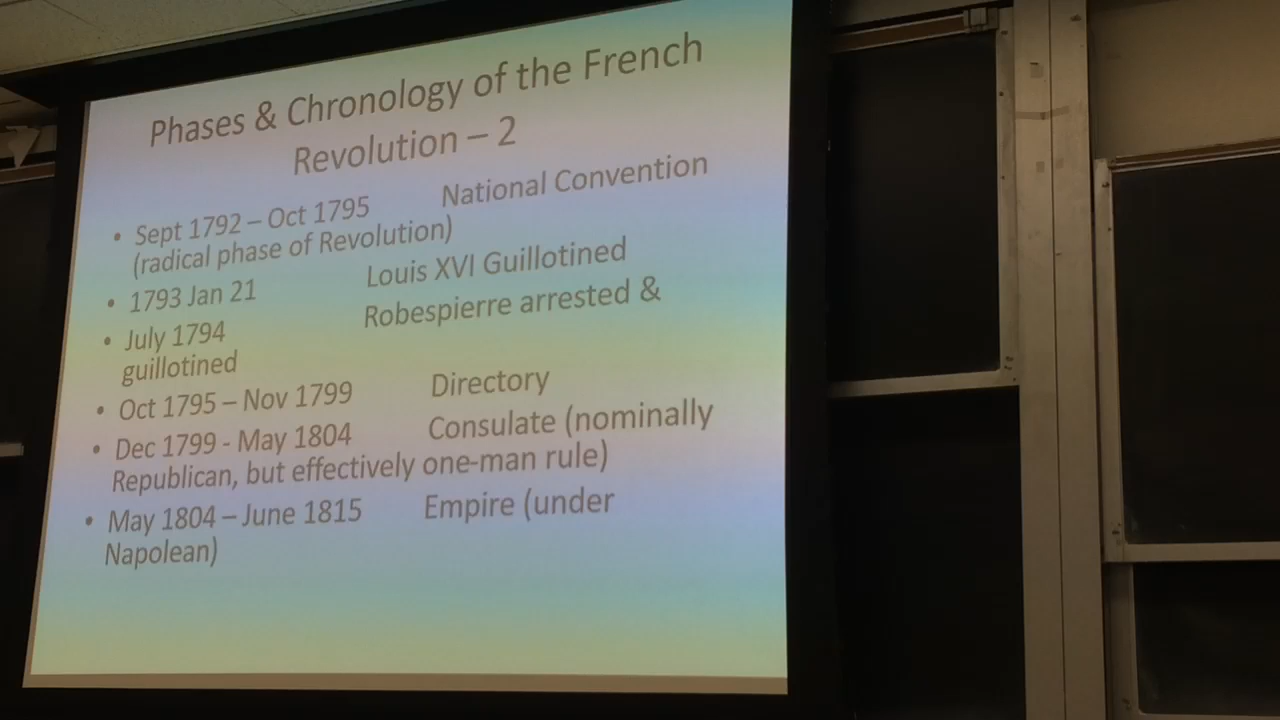 Phases & Chronology of the French
Revolution – 2
• Sept 1792 – Oct 1795 National Convention
(radical phase of Revolution)
• 1793 Jan 21 Louis XVI Guillotined
• July 1794 Robespierre arrested &
guillotined
• Oct 1795 – Nov 1799 Directory
• Dec 1799 - May 1804 Consulate (nominally
Republican, but effectively one-man rule)
• May 1804 – June 1815 Empire (under
Napolean)